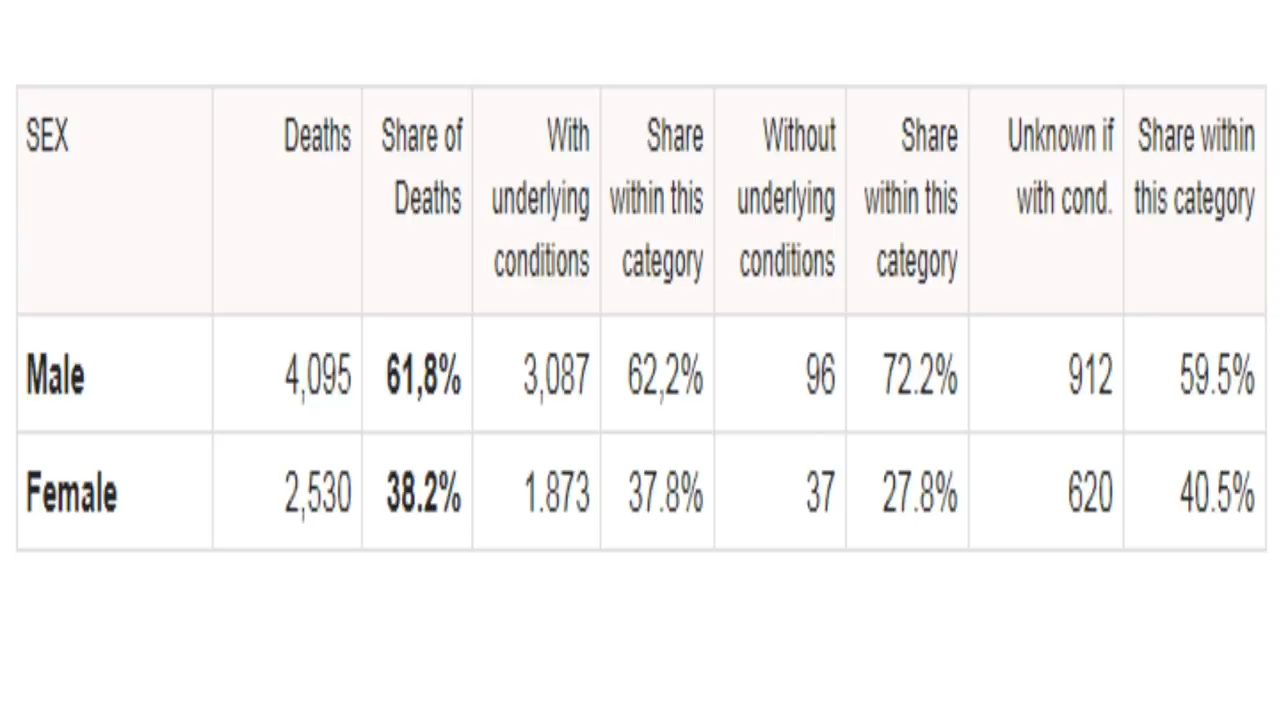 SEX Deaths Share of With Share Without Share Unknown if Share within
Deaths underlying within this underlying within this with cond. this category
conditions category conditions category
Male 4,095 61,8% 3,087 62,2% 96 72.2% 912 59.5%
Female 2,530 38.2% 1.873 37.8% 37 27.8% 620 40.5%